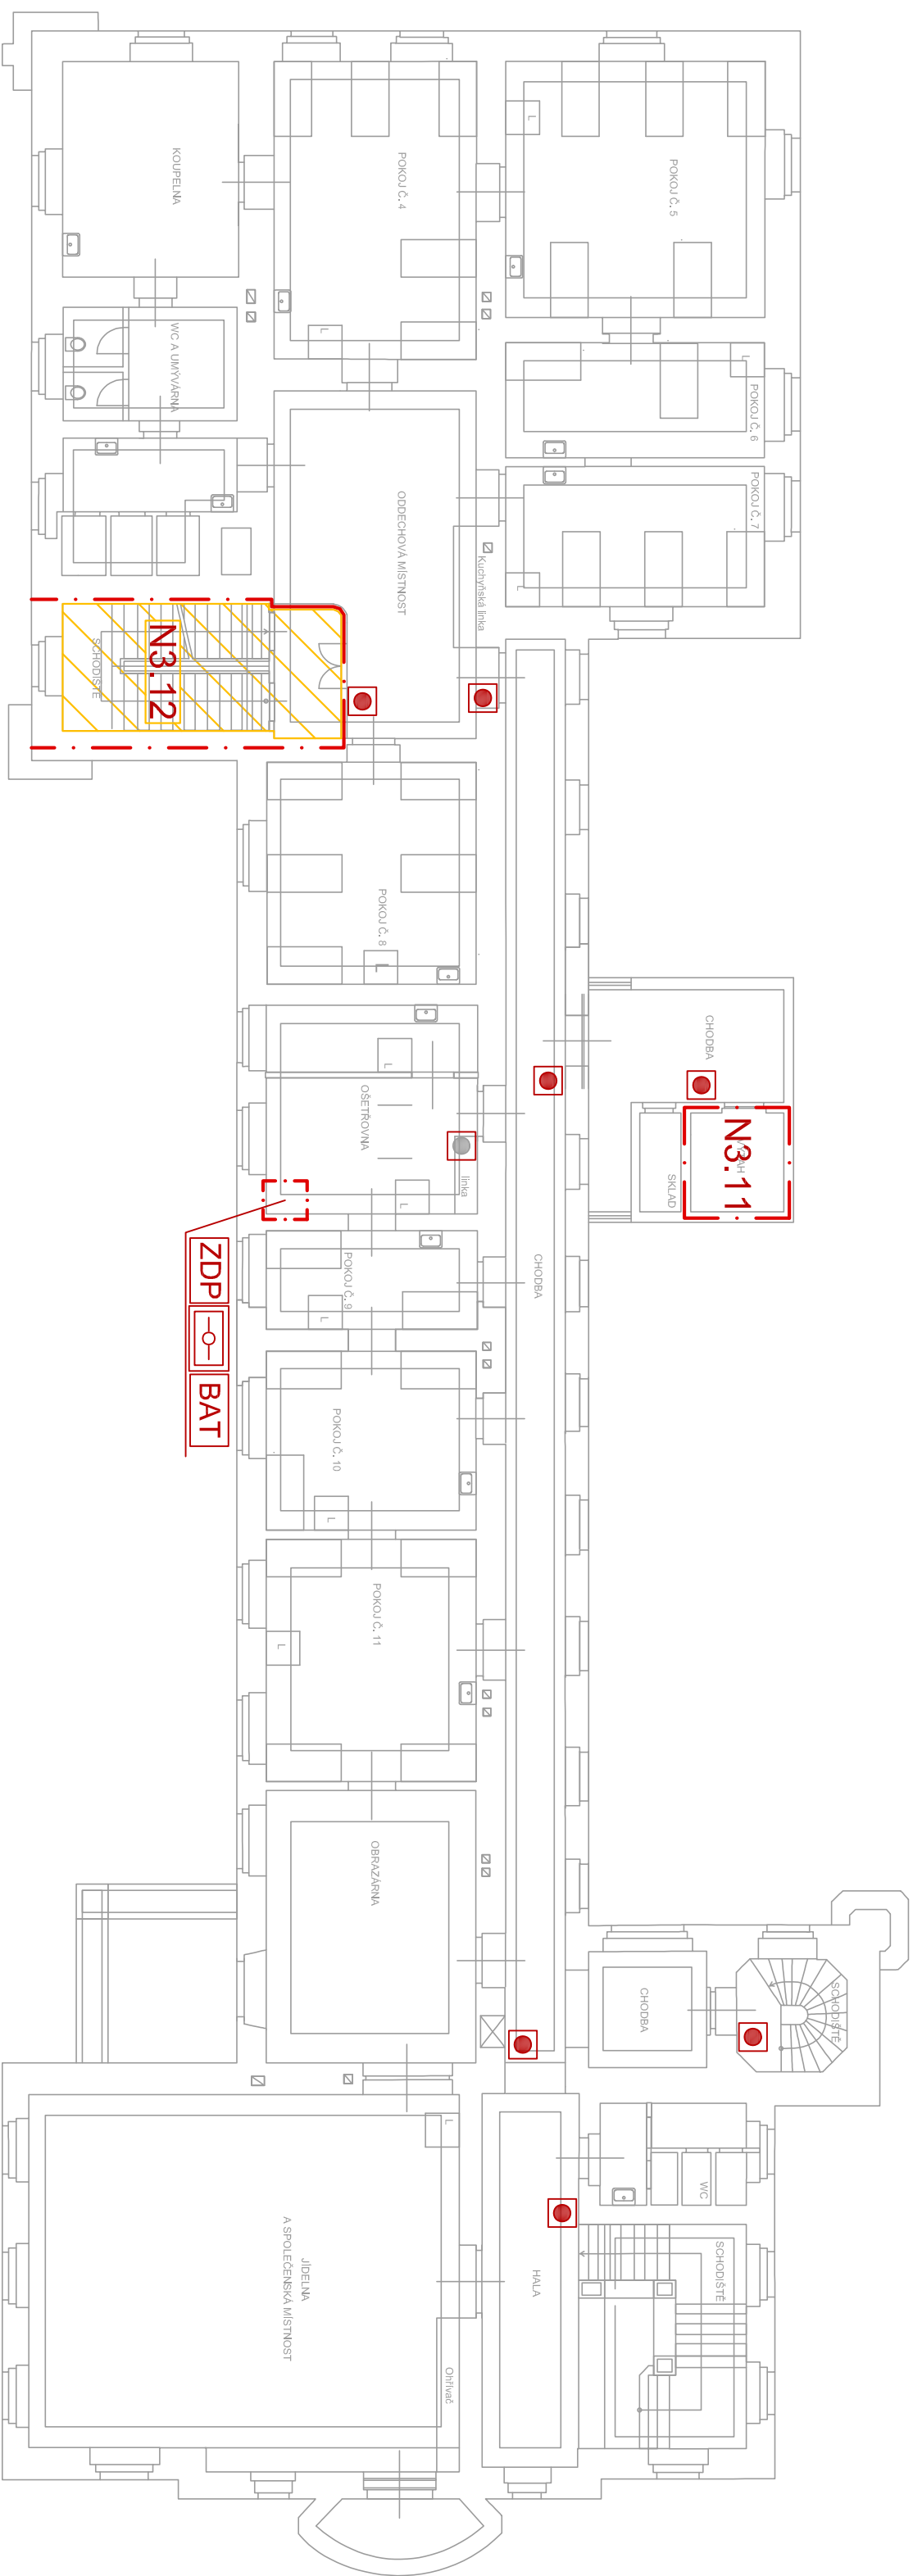 KOUPELNA
POKOJ Č. 4
POKOJ Č. 5
L
WC A UMÝVÁRNA
L
L
POKOJ Č. 6
ODDECHOVÁ MÍSTNOST
POKOJ Č. 7
Kuchyňská linka
L
SCHODIŠTĚ
N3.12
POKOJ Č. 8
L
CHODBA
L
OŠETŘOVNA
N3.11
VÝTAH
SKLAD
linka
L
ZDP
POKOJ Č. 9
L
CHODBA
BAT
POKOJ Č. 10
L
POKOJ Č. 11
L
OBRAZÁRNA
CHODBA
SCHODIŠTĚ
L
WC
JÍDELNA
A SPOLEČENSKÁ MÍSTNOST
HALA
SCHODIŠTĚ
Ohřívač